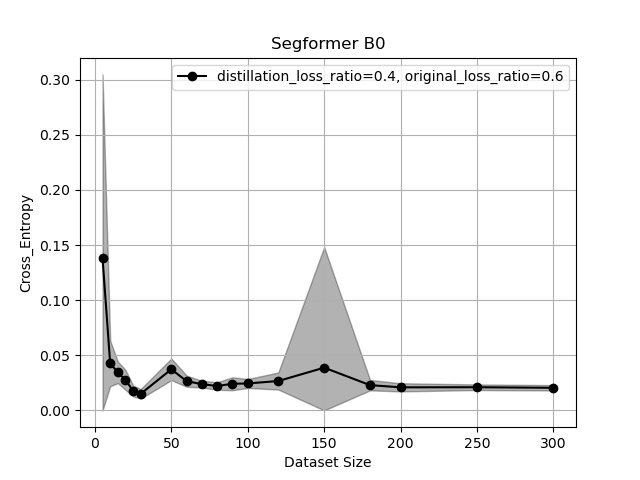 Segformer B0
distillation_loss_ratio=0.4, original_loss_ratio=0.6
Cross_Entropy
0.30
0.25
0.20
0.15
0.10
0.05
0.00
0 50 100 150 200 250 300
Dataset Size